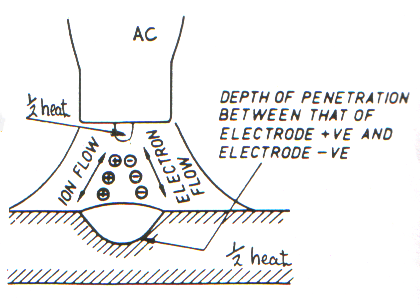 AC
½ heat
DEPTH OF PENETRATION
BETWEEN THAT OF
ELECTRODE +VE AND
ELECTRODE -VE
ION FLOW
ELECTRON
FLOW
½ heat